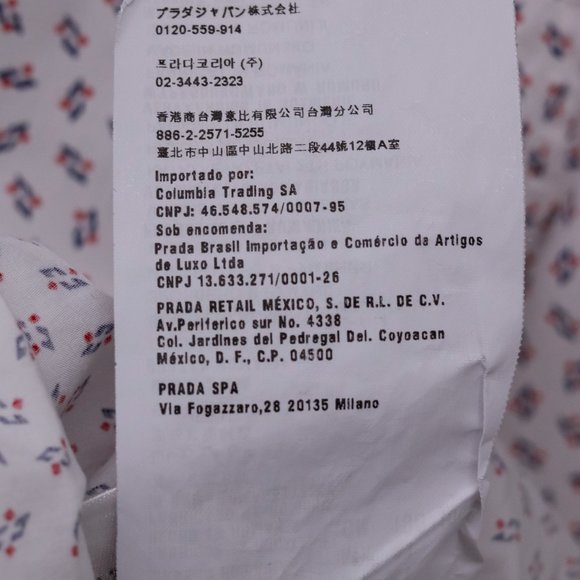 プラダジャパン株式会社
0120-559-914
프라다코리아 (주)
02-3443-2323
香港商台灣意比有限公司台灣分公司
886-2-2571-5255
臺北市中山區中山北路二段44號12樓A室
Importado por:
Columbia Trading SA
CNPJ: 46.548.574/0007-95
Sob encomenda:
Prada Brasil Importação e Comércio da Artigos
de Luxo Ltda
CNPJ 13.633.271/0001-26
PRADA RETAIL MÉXICO, S. DE R.L. DE C.V.
Av.Periferico sur No. 4338
Col. Jardines del Pedregal Del. Coyoacan
México, D. F., C.P. 04500
PRADA SPA
Via Fogazzaro,28 20135 Milano